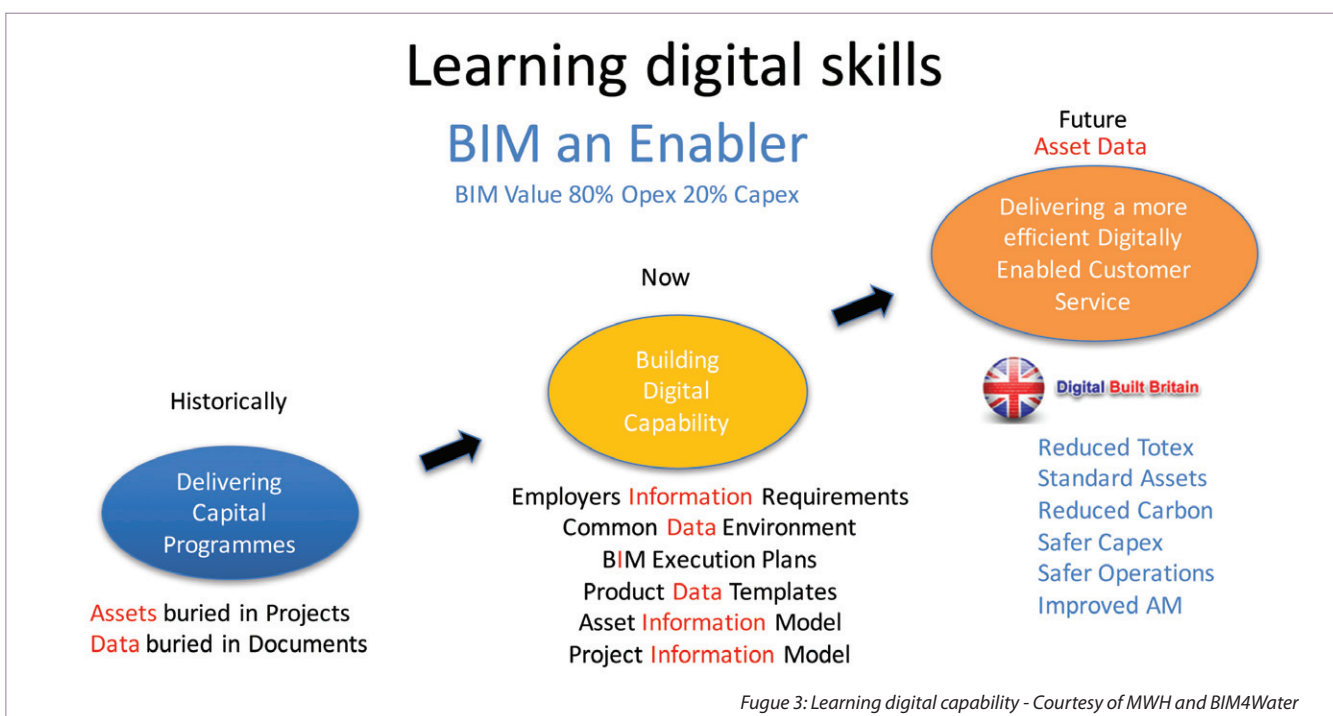 Learning digital skills
BIM an Enabler
BIM Value 80% Opex 20% Capex
Historically
Delivering
Capital
Programmes
Assets buried in Projects
Data buried in Documents
Now
Building
Digital
Capability
Employers Information Requirements
Common Data Environment
BIM Execution Plans
Product Data Templates
Asset Information Model
Project Information Model
Future
Asset Data
Delivering a more
efficient Digitally
Enabled Customer
Service
Digital Built Britain
Reduced Totex
Standard Assets
Reduced Carbon
Safer Capex
Safer Operations
Improved AM
Fugue 3: Learning digital capability - Courtesy of MWH and BIM4Water